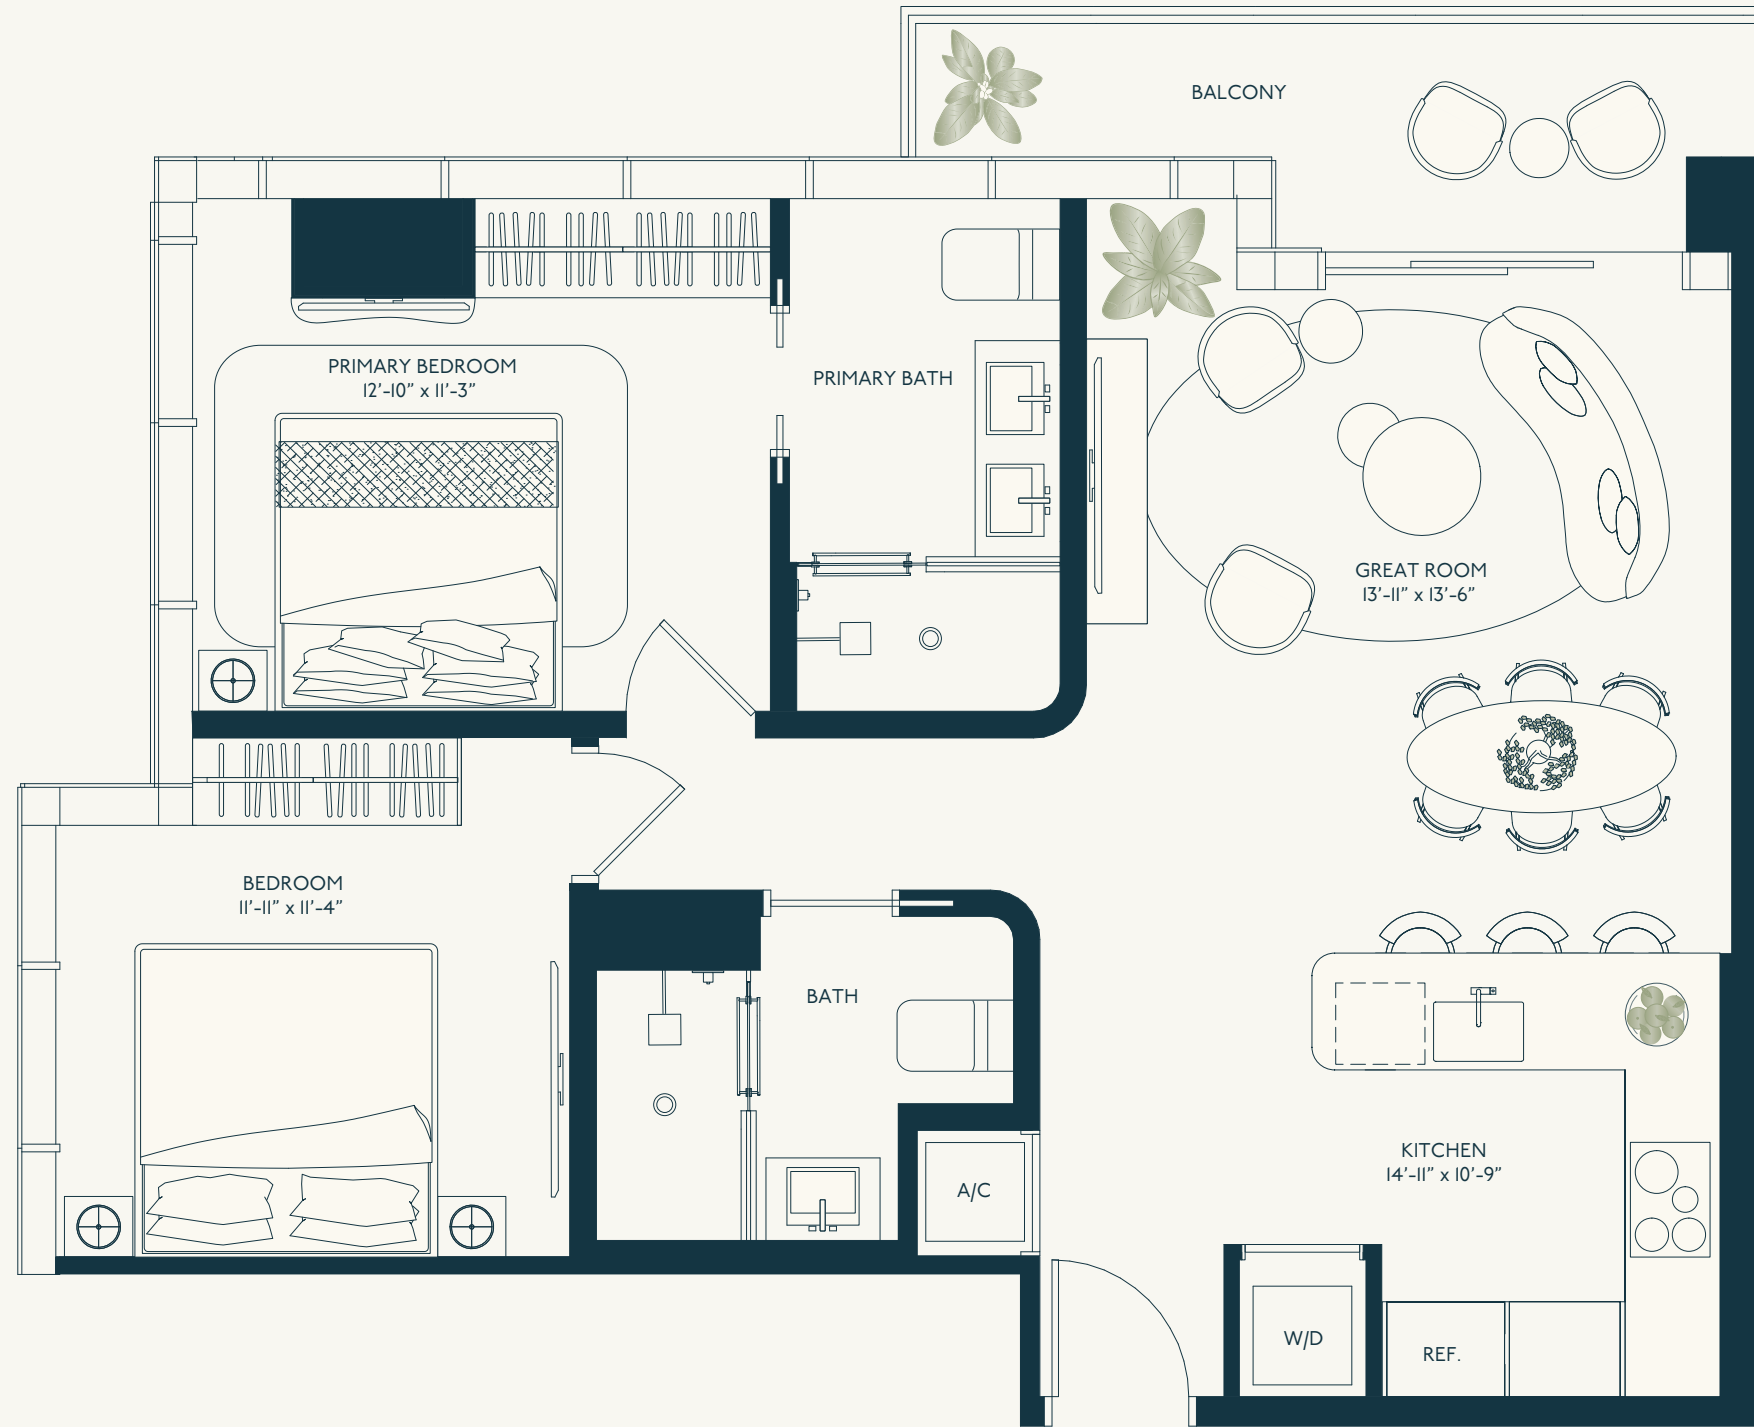 BALCONY
PRIMARY BEDROOM
12'-10" x 11'-3"
PRIMARY BATH
GREAT ROOM
13'-11" x 13'-6"
BEDROOM
11'-11" x 11'-4"
BATH
A/C
KITCHEN
14'-11" x 10'-9"
W/D
REF.